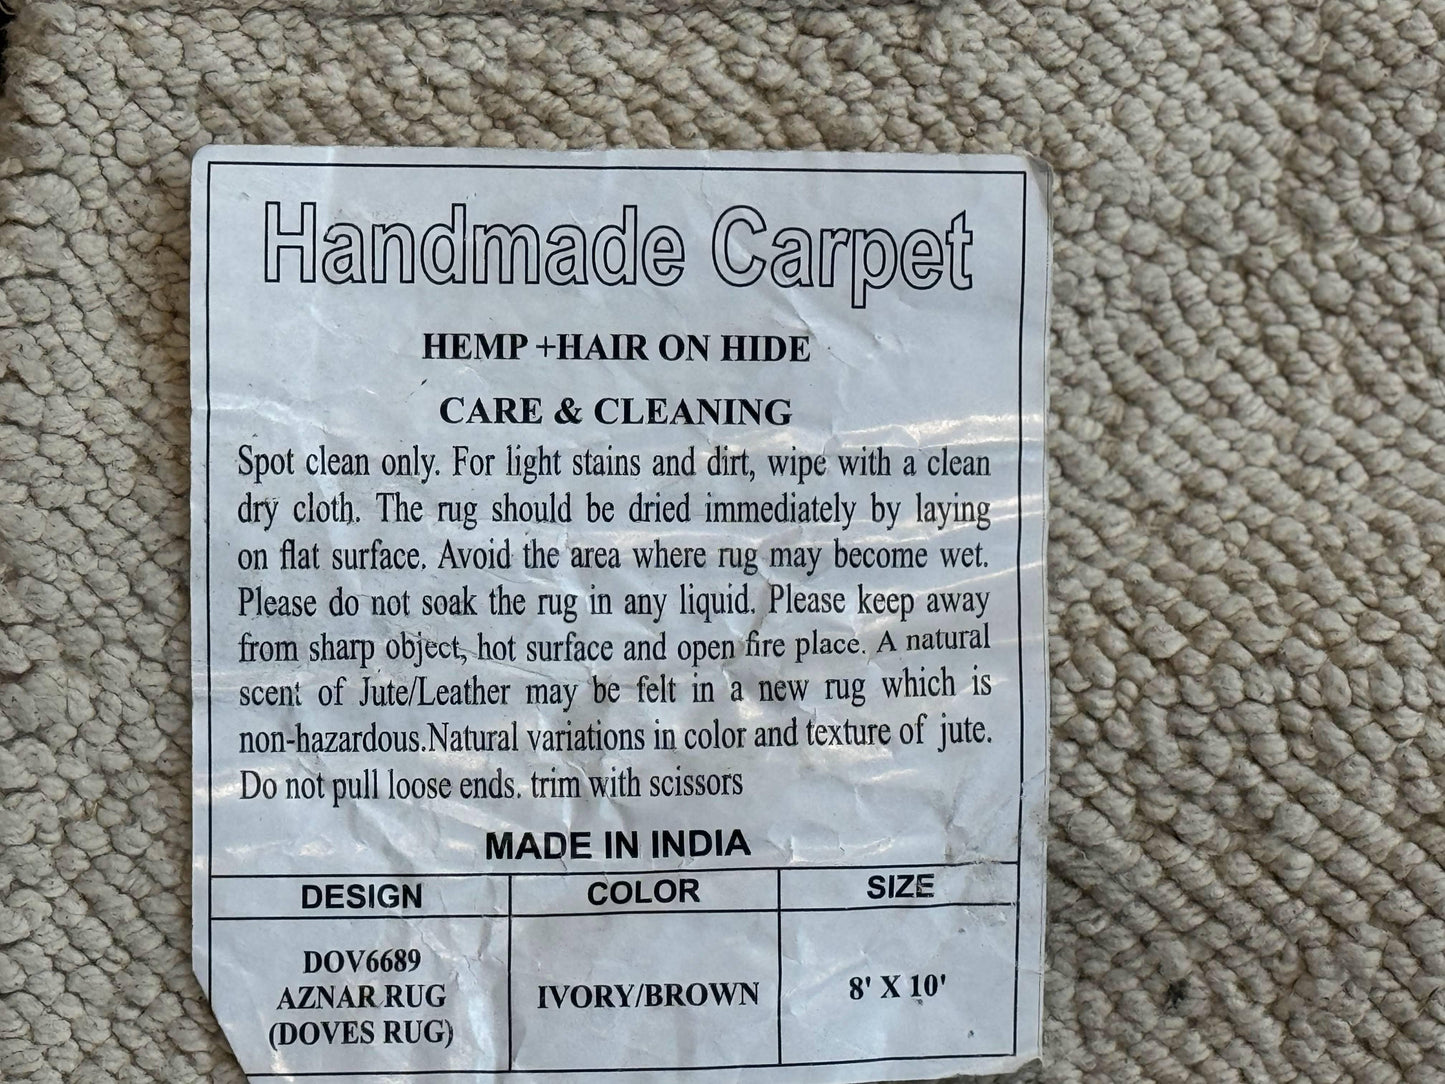 Handmade Carpet
HEMP +HAIR ON HIDE
CARE & CLEANING
Spot clean only. For light stains and dirt, wipe with a clean
dry cloth. The rug should be dried immediately by laying
on flat surface. Avoid the area where rug may become wet.
Please do not soak the rug in any liquid. Please keep away
from sharp object, hot surface and open fire place. A natural
scent of Jute/Leather may be felt in a new rug which is
non-hazardous.Natural variations in color and texture of jute.
Do not pull loose ends. trim with scissors
MADE IN INDIA
DESIGN COLOR SIZE
DOV6689
AZNAR RUG
(DOVES RUG)
IVORY/BROWN
8' X 10'